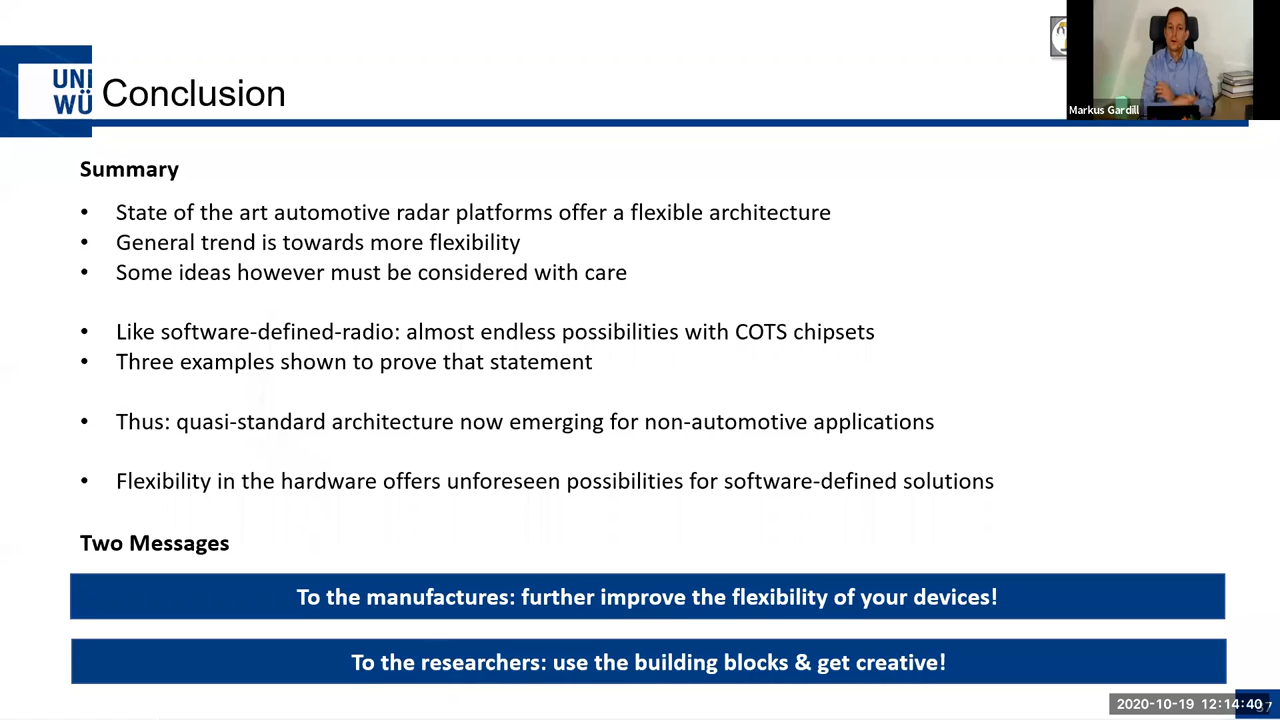 UNI
WÜ
Conclusion
Markus Gardill
Summary
• State of the art automotive radar platforms offer a flexible architecture
• General trend is towards more flexibility
• Some ideas however must be considered with care
• Like software-defined-radio: almost endless possibilities with COTS chipsets
• Three examples shown to prove that statement
• Thus: quasi-standard architecture now emerging for non-automotive applications
• Flexibility in the hardware offers unforeseen possibilities for software-defined solutions
Two Messages
To the manufactures: further improve the flexibility of your devices!
To the researchers: use the building blocks & get creative!
2020-10-19 12:14:40